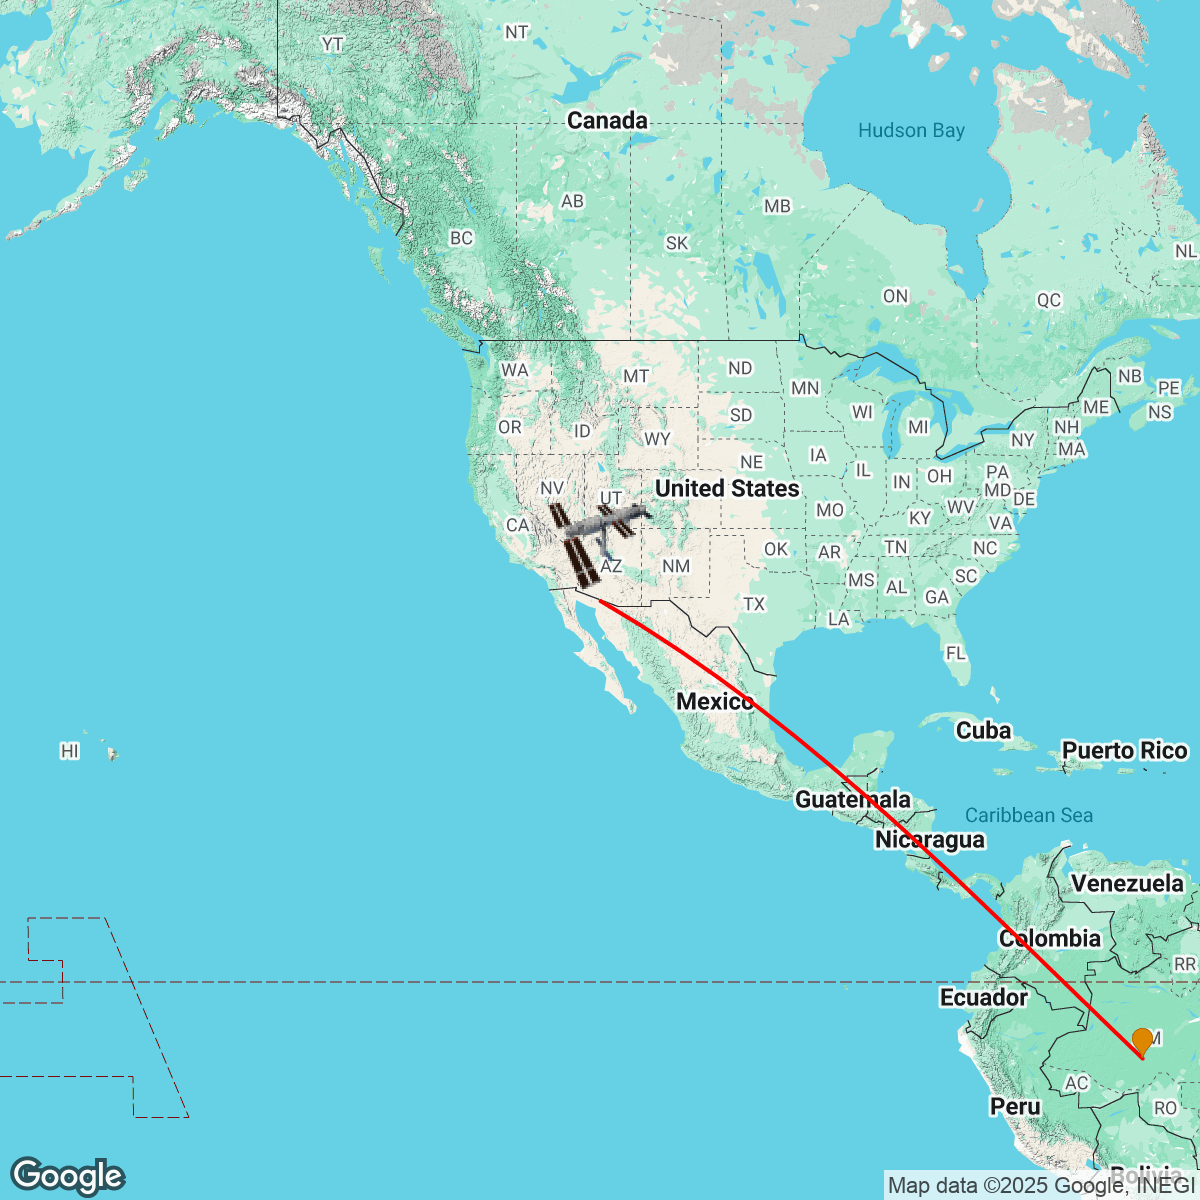 YT
NT
Canada
Hudson Bay
AB
MB
BC
SK
NL
ON
QC
WA
MT
ND
MN
NB
PE
NS
ME
OR
ID
WY
SD
WI
MI
NH
NY
MA
NV
UT
United States
NE
IA
IL
IN
OH
PA
MD
DE
CA
MO
KY
WV
VA
AZ
NM
OK
AR
TN
NC
MS
AL
SC
GA
TX
LA
FL
Mexico
Cuba
HI
Puerto Rico
Guatemala
Caribbean Sea
Nicaragua
Venezuela
Colombia
RR
Ecuador
M
AC
Peru
RO
Bolivia
Google
Map data ©2025 Google, INEGI